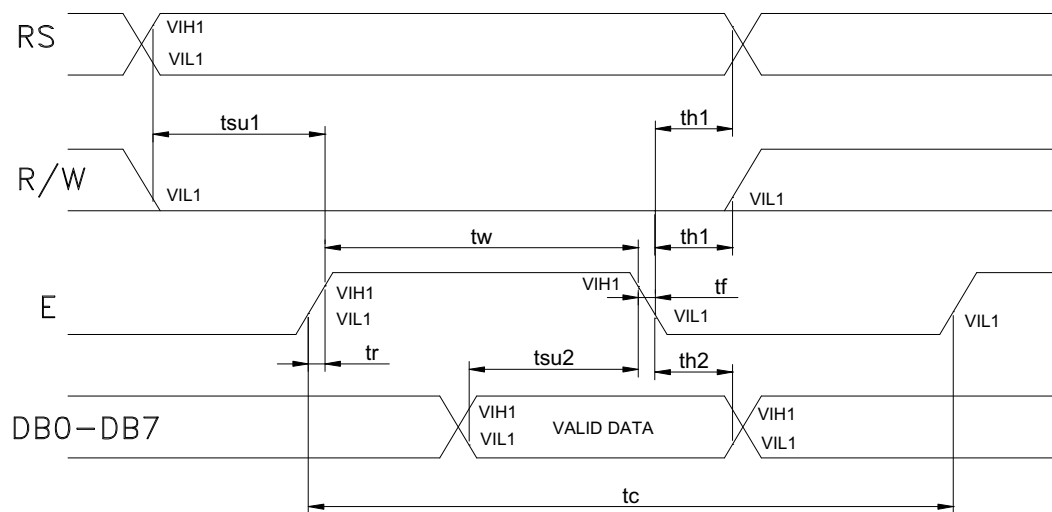 RS
VIH1
VIL1
tsu1
th1
R/W
VIL1
VIL1
tw
th1
E
VIH1
VIL1
VIH1
tf
VIL1
VIL1
tr
tsu2
th2
DB0-DB7
VIH1
VIL1
VALID DATA
VIH1
VIL1
tc